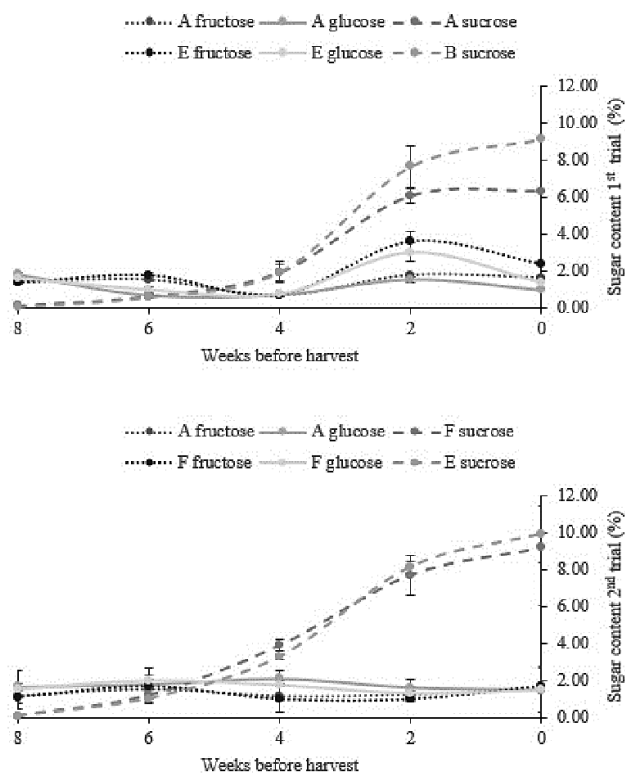 A fructose A glucose A sucrose
E fructose E glucose B sucrose
12.00
10.00
8.00
6.00
4.00
2.00
0.00
Sugar content 1st trial (%)
8 6 4 2 0
Weeks before harvest
A fructose A glucose F sucrose
F fructose F glucose E sucrose
12.00
10.00
8.00
6.00
4.00
2.00
0.00
Sugar content 2nd trial (%)
8 6 4 2 0
Weeks before harvest